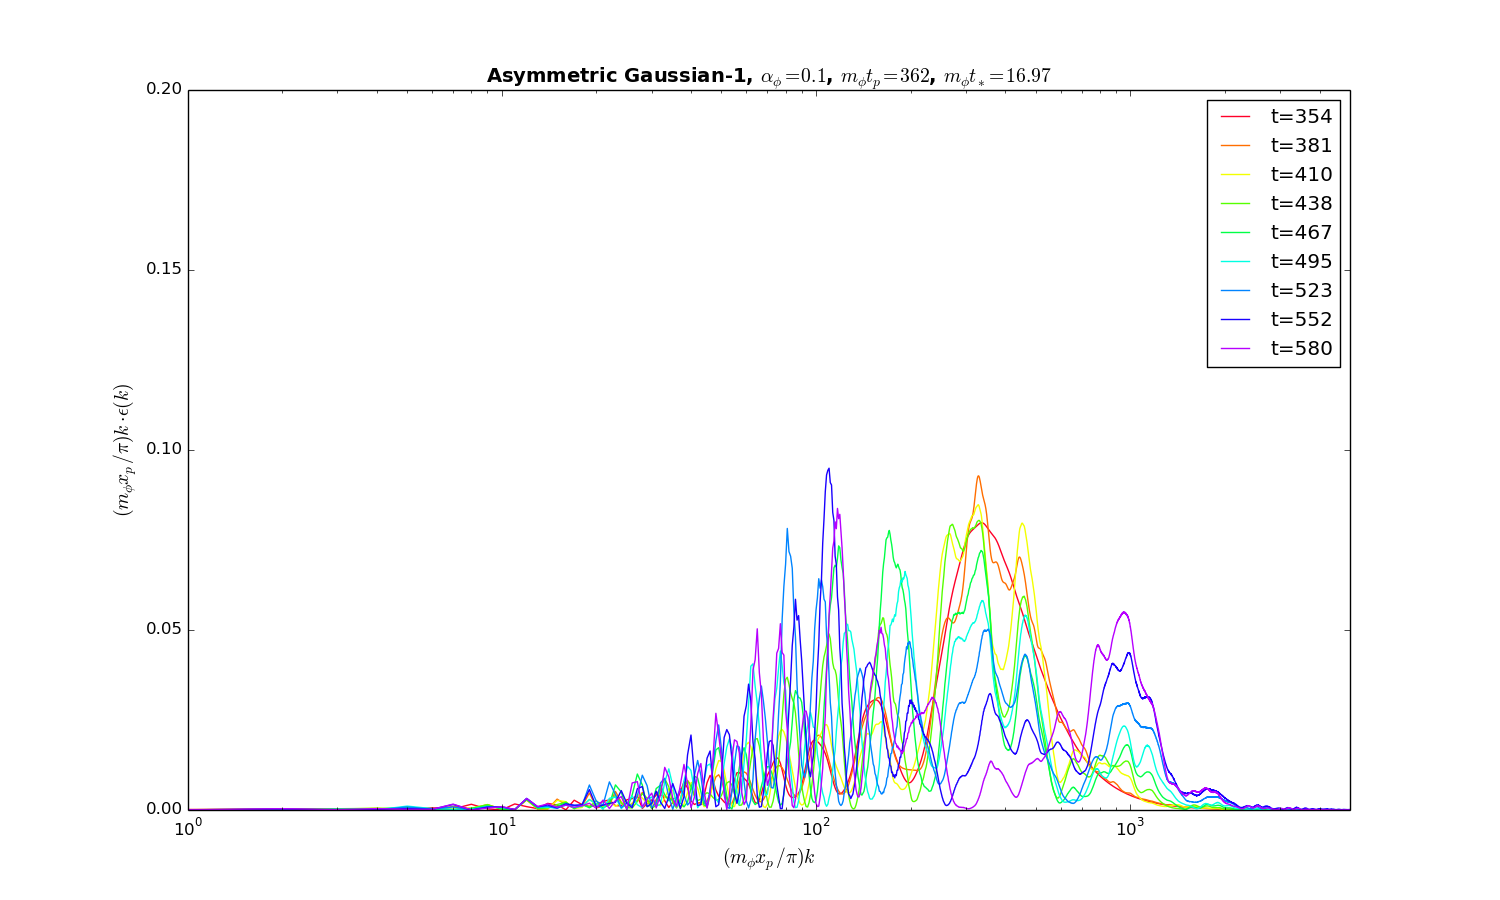 Asymmetric Gaussian-1, α_ϕ=0.1, m_ϕt_p=362, m_ϕt_*=16.97
0.20
0.15
0.10
0.05
0.00
(m_ϕx_p/π)k·ϵ(k)
t=354
t=381
t=410
t=438
t=467
t=495
t=523
t=552
t=580
10^0
10^1
10^2
10^3
(m_ϕx_p/π)k